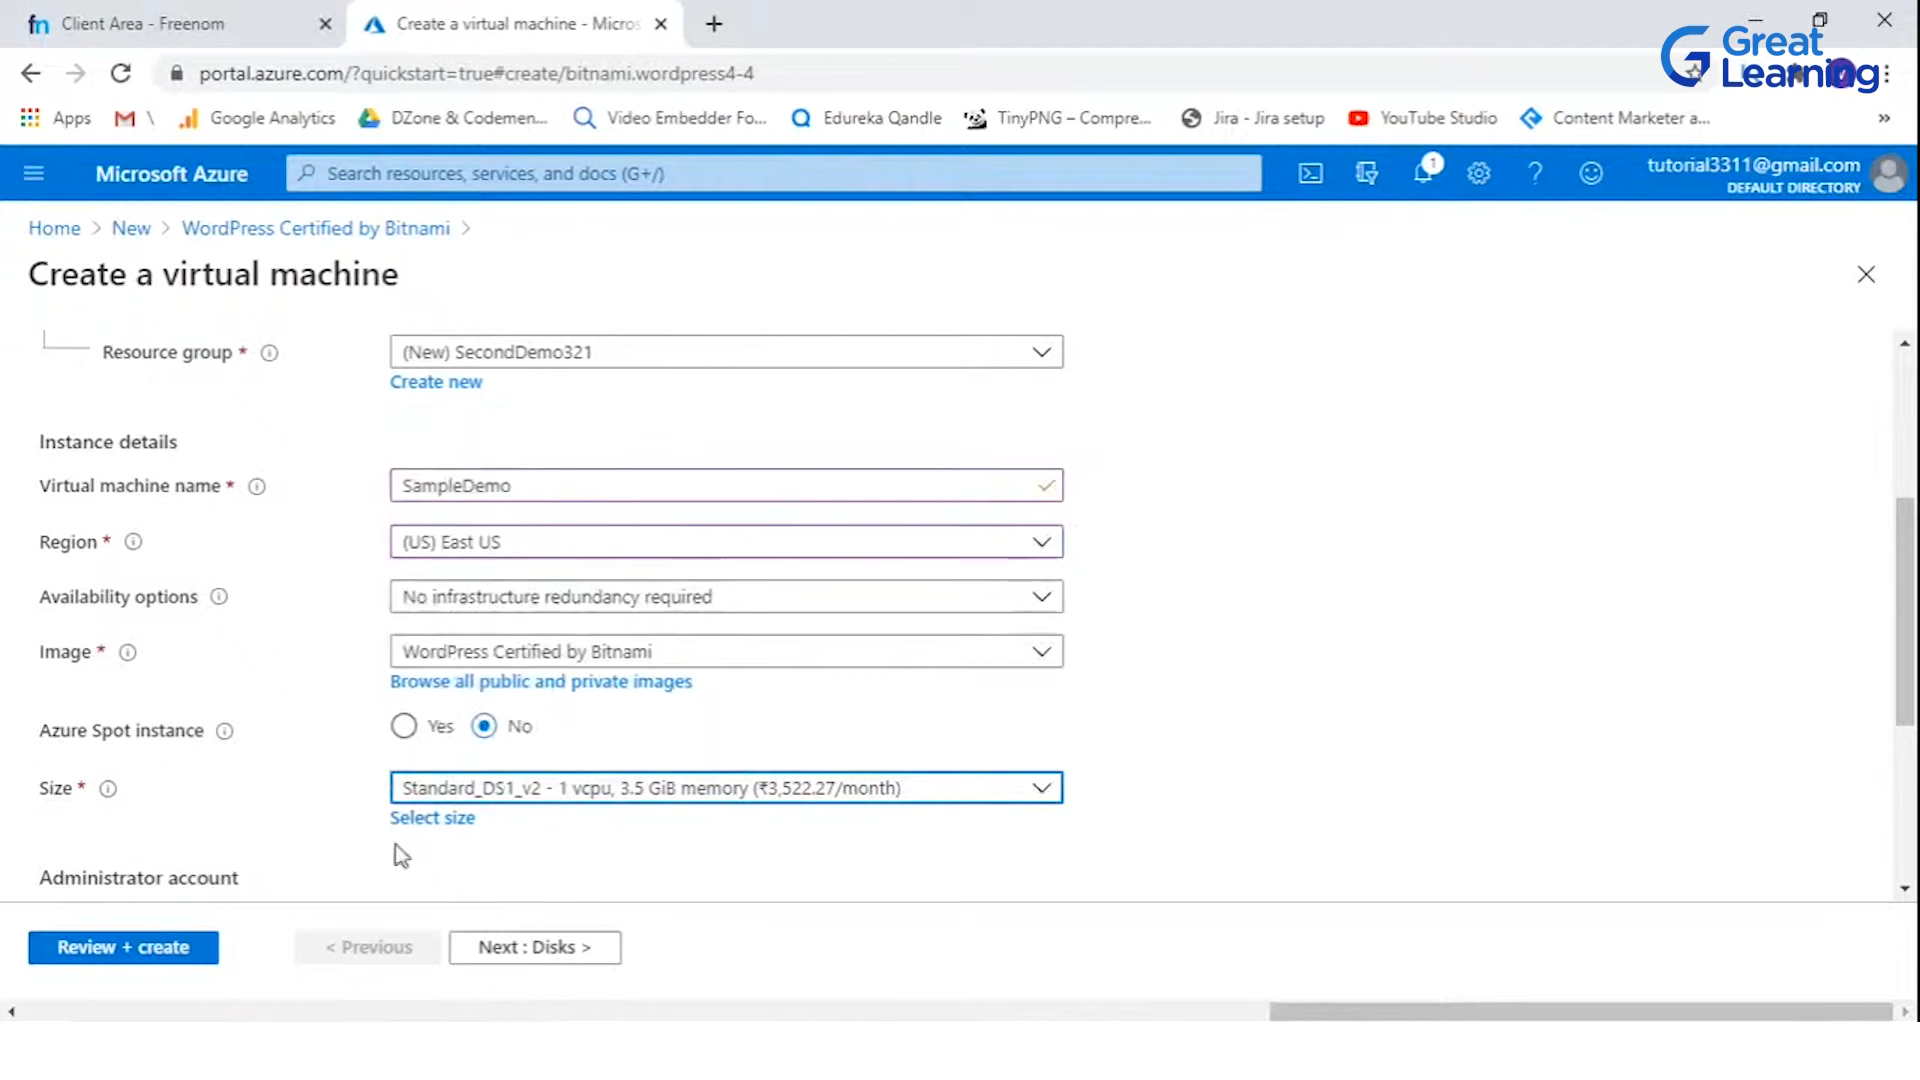 Client Area - Freenom
Create a virtual machine - Micros
Great Learning
portal.azure.com/?quickstart=true#create/bitnami.wordpress4-4
Apps
Google Analytics
DZone & Codemen...
Video Embedder Fo...
Edureka Qandle
TinyPNG – Compre...
Jira - Jira setup
YouTube Studio
Content Marketer a...
»
Microsoft Azure
Search resources, services, and docs (G+/)
1
tutorial3311@gmail.com
DEFAULT DIRECTORY
Home > New > WordPress Certified by Bitnami >
Create a virtual machine
Resource group *
(New) SecondDemo321
Create new
Instance details
Virtual machine name *
SampleDemo
Region *
(US) East US
Availability options
No infrastructure redundancy required
Image *
WordPress Certified by Bitnami
Browse all public and private images
Azure Spot instance
Yes No
Size *
Standard_DS1_v2 - 1 vcpu, 3.5 GiB memory (₹3,522.27/month)
Select size
Administrator account
Review + create
< Previous
Next : Disks >